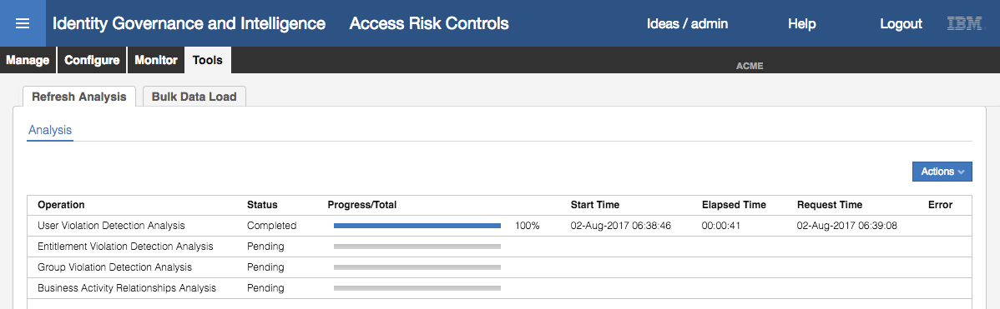 Identity Governance and Intelligence Access Risk Controls Ideas / admin Help Logout IBM
Manage Configure Monitor Tools ACME
Refresh Analysis Bulk Data Load
Analysis
Actions
Operation Status Progress/Total Start Time Elapsed Time Request Time Error
User Violation Detection Analysis Completed 100% 02-Aug-2017 06:38:46 00:00:41 02-Aug-2017 06:39:08
Entitlement Violation Detection Analysis Pending
Group Violation Detection Analysis Pending
Business Activity Relationships Analysis Pending